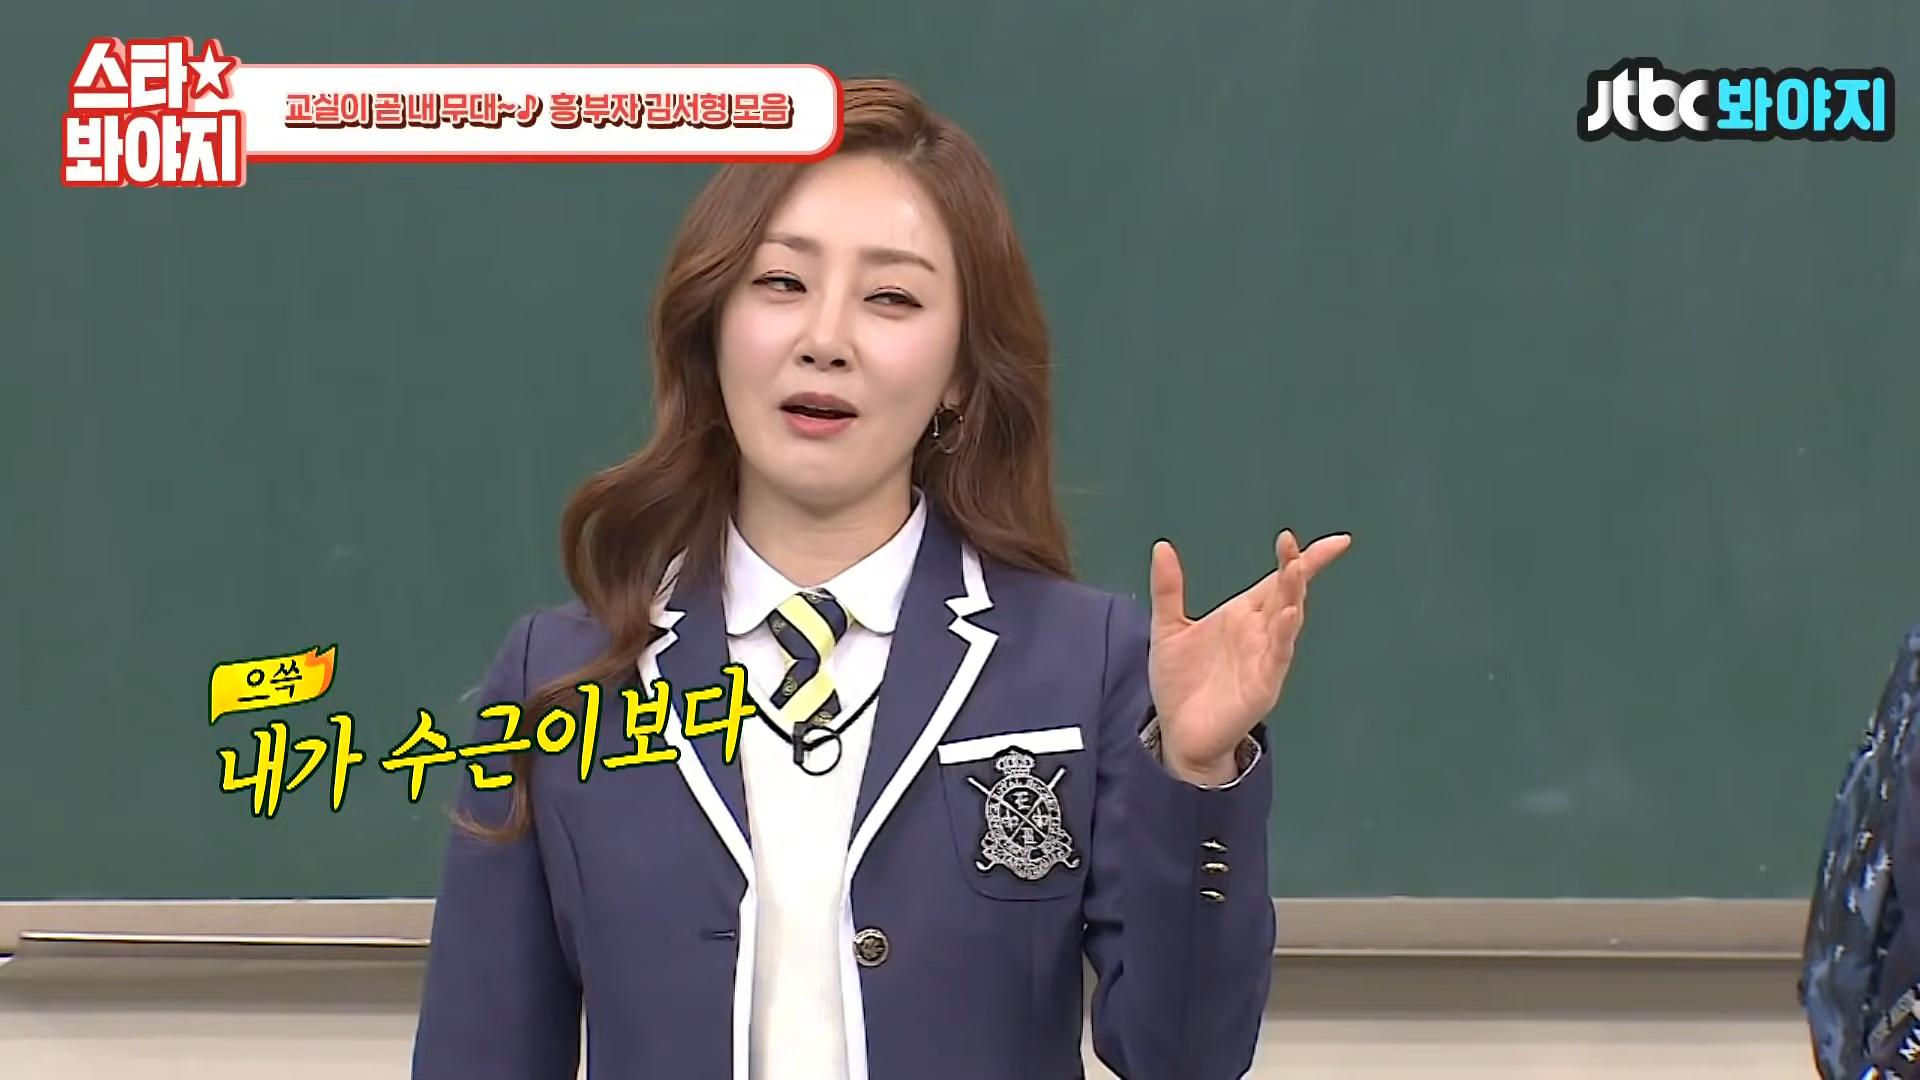 스타★
봐야지
교실이 곧 내 무대~♪ 흥 부자 김서형 모음
jtbc 봐야지
으쓱
내가 수근이보다